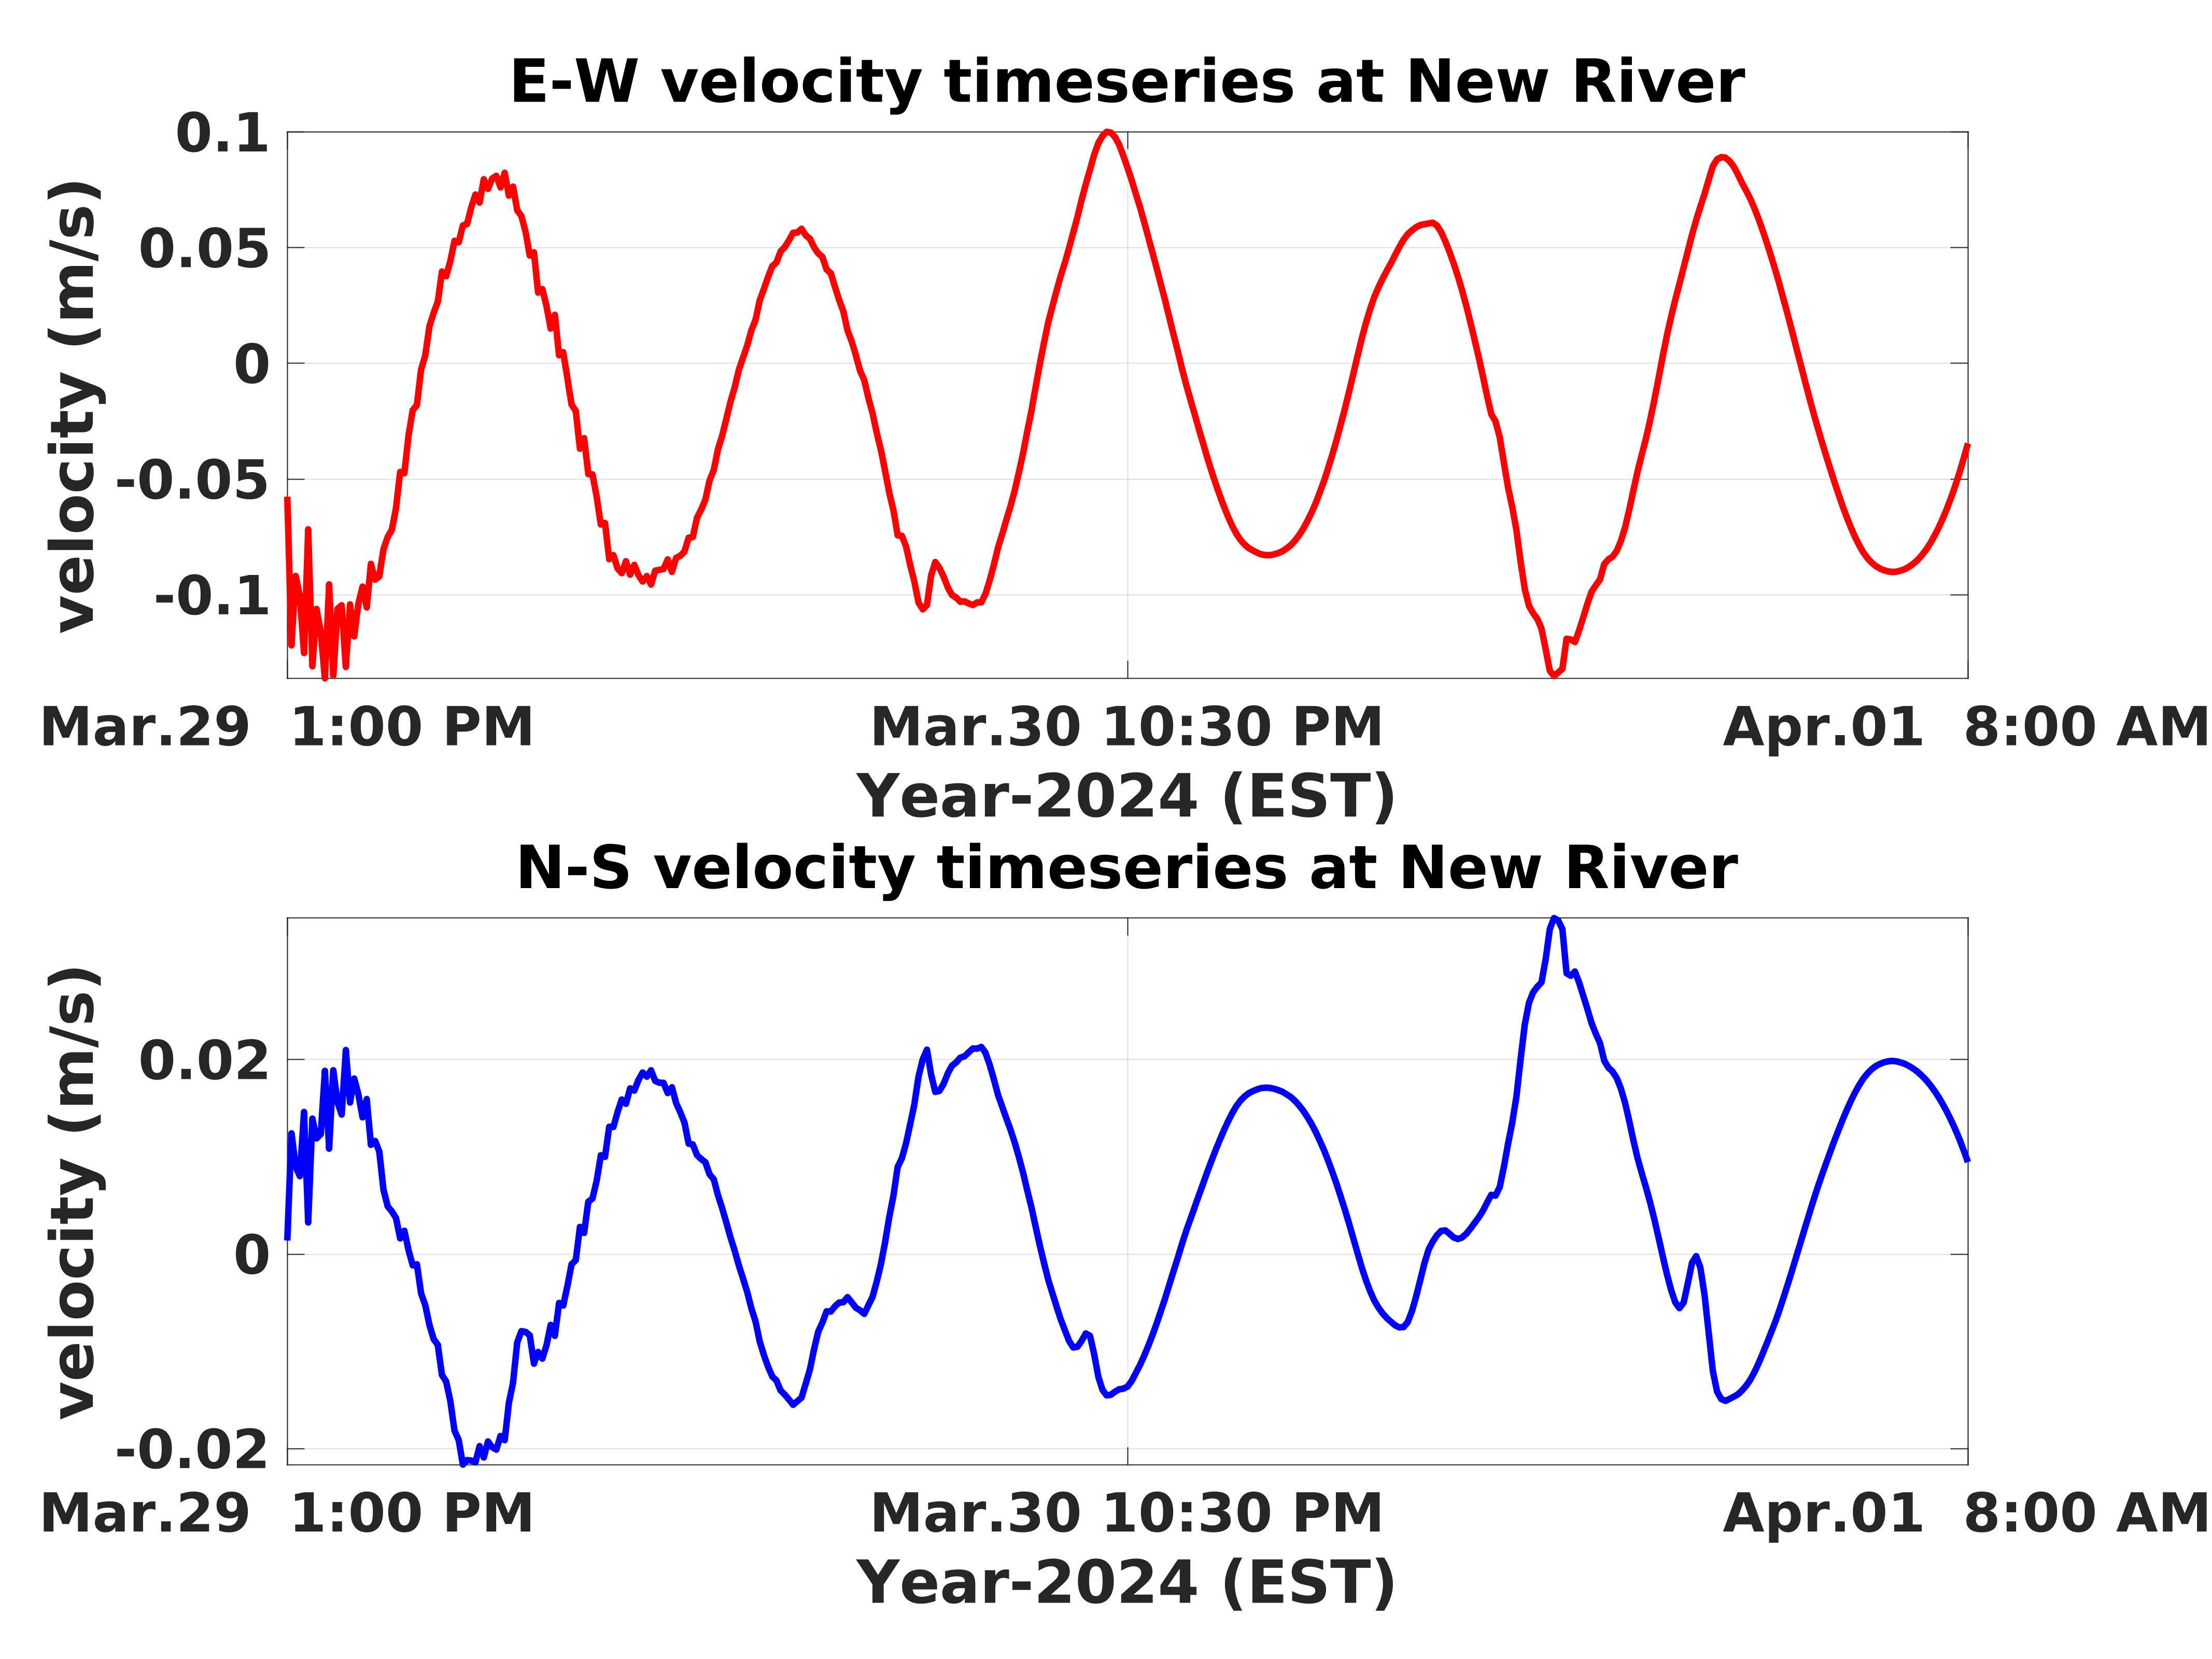 E-W velocity timeseries at New River
velocity (m/s)
0.1
0.05
0
-0.05
-0.1
Mar.29  1:00 PM Mar.30 10:30 PM Apr.01  8:00 AM
Year-2024 (EST)
N-S velocity timeseries at New River
velocity (m/s)
0.02
0
-0.02
Mar.29  1:00 PM Mar.30 10:30 PM Apr.01  8:00 AM
Year-2024 (EST)